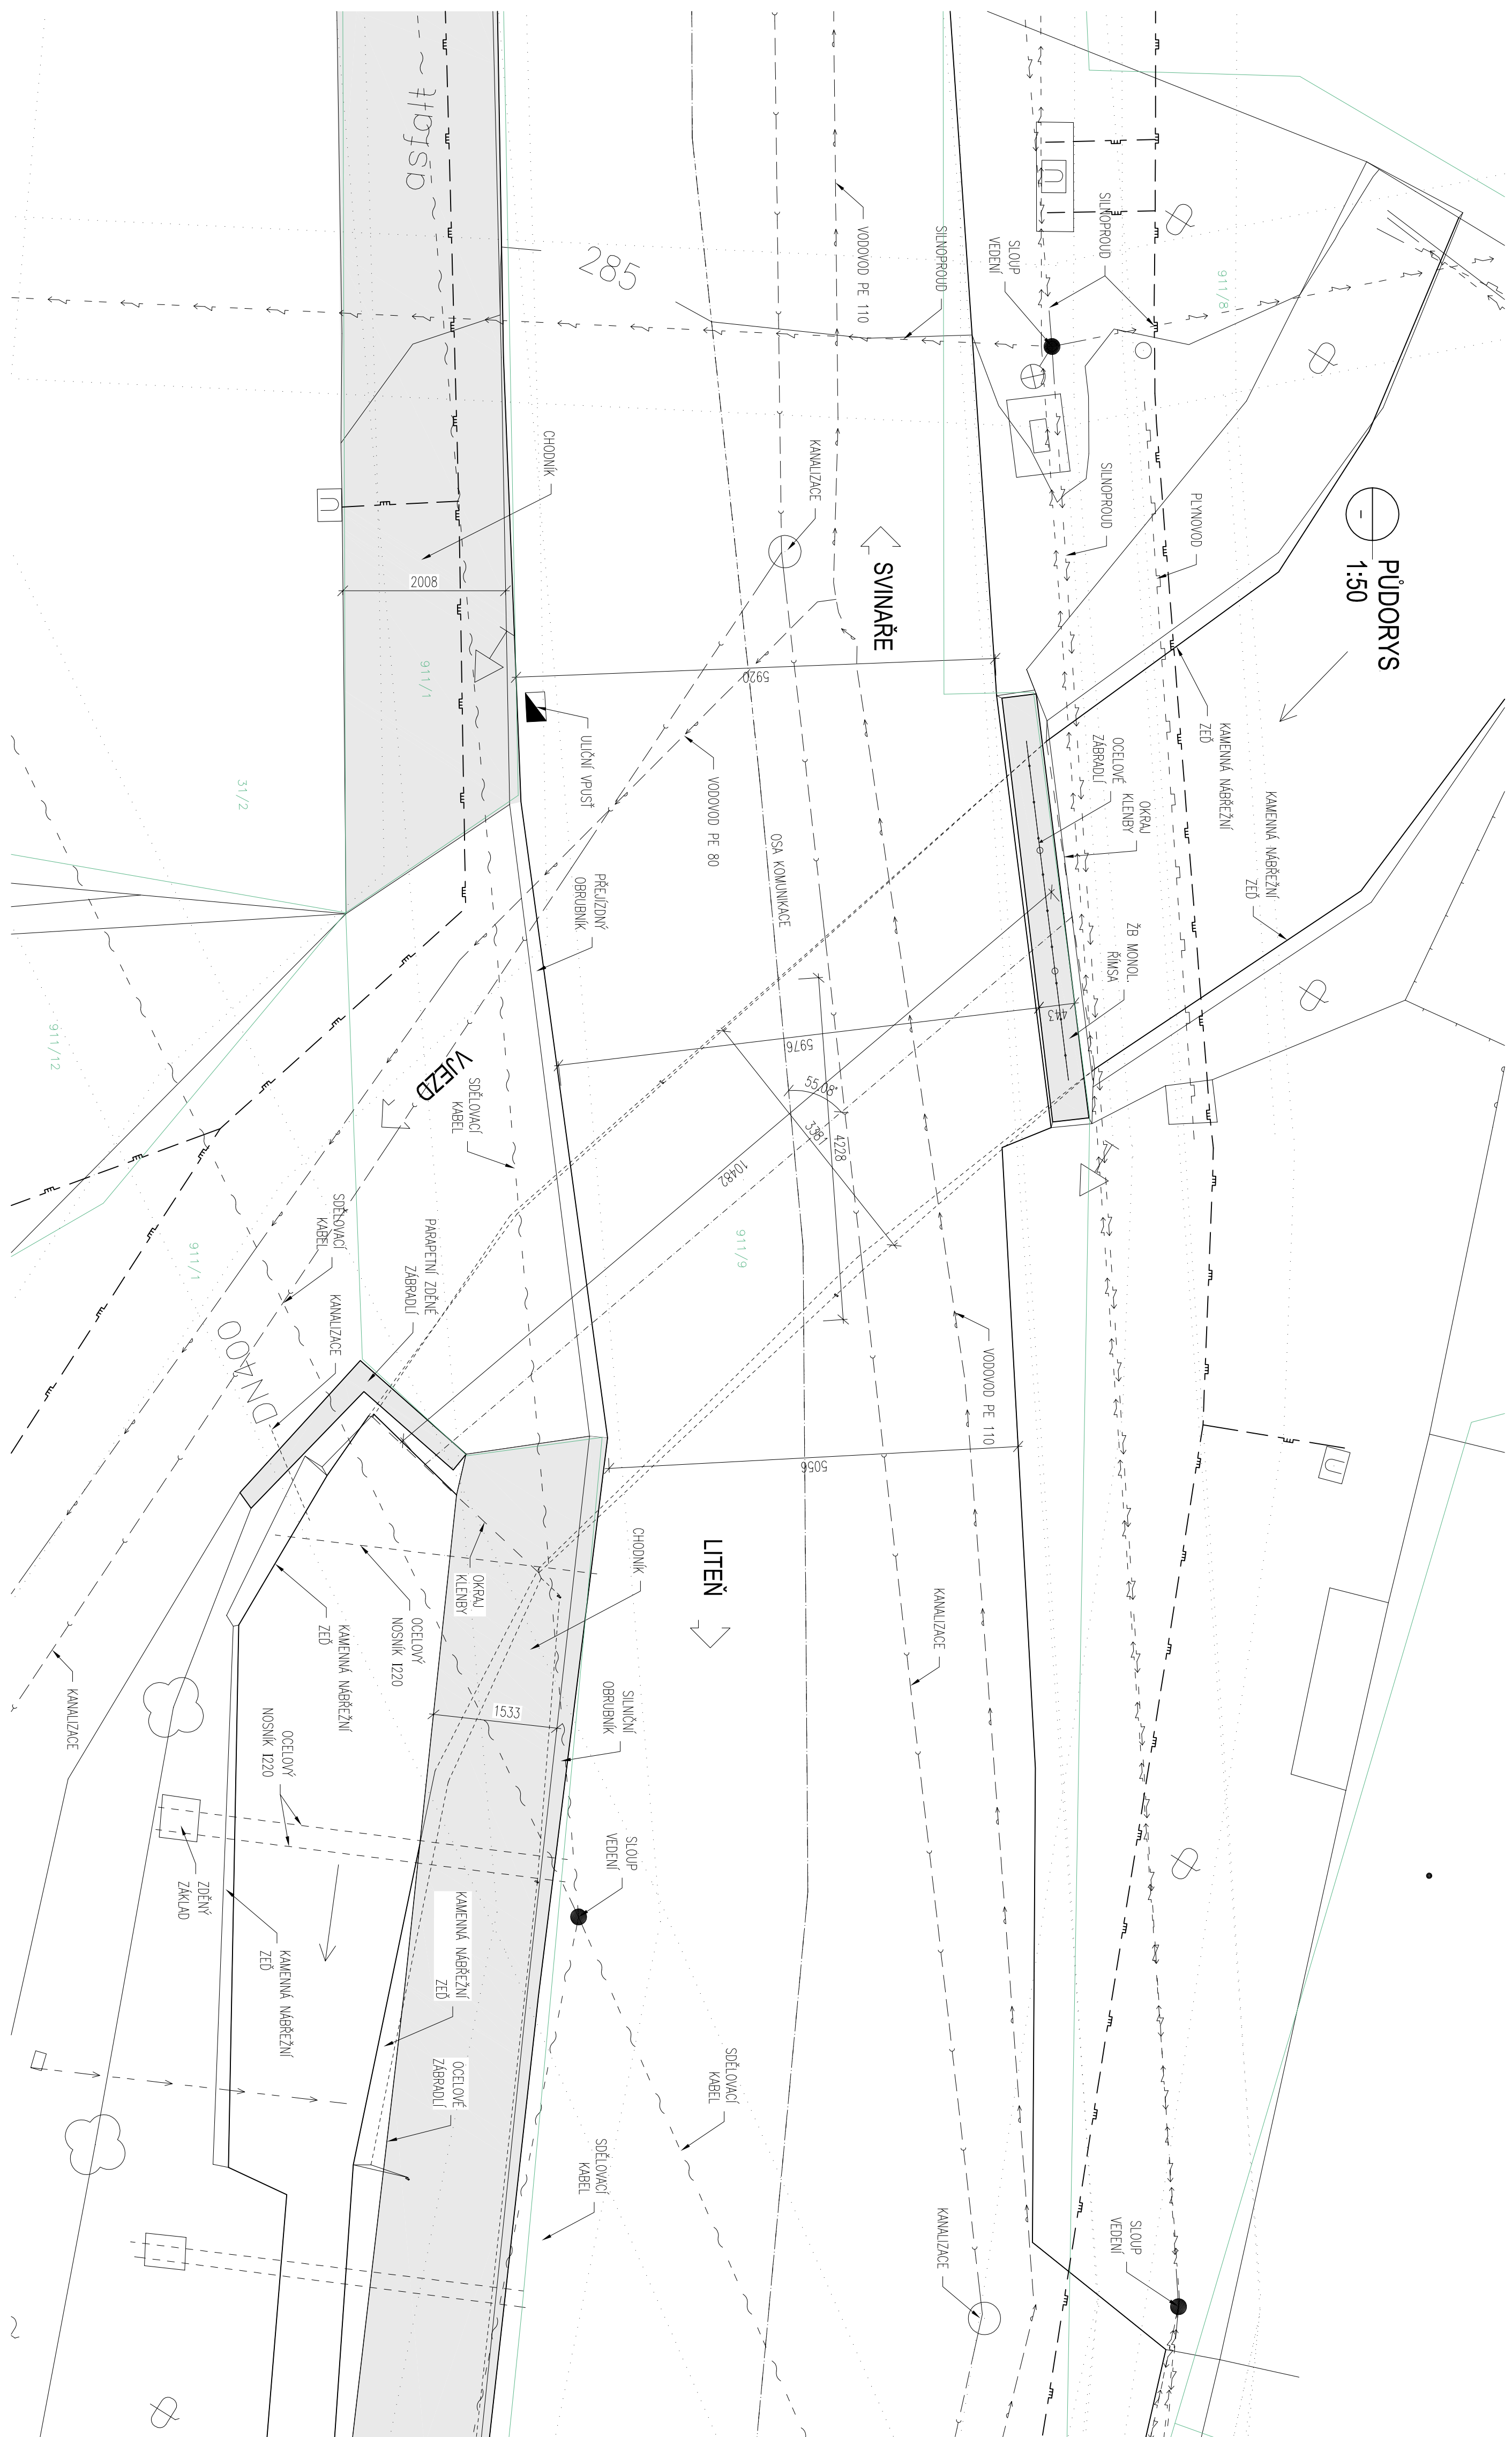 PŮDORYS
1:50
SILNOPROUD
SLOUP
VEDENÍ
SILNOPROUD
VODOVOD PE 110
285
asfalt
911/8
U
PLYNOVOD
SILNOPROUD
KANALIZACE
CHODNÍK
U
2008
SVINAŘE
5920
911/1
ULIČNÍ VPUSŤ
VODOVOD PE 80
31/2
KAMENNÁ NÁBŘEŽNÍ
ZEĎ
KAMENNÁ NÁBŘEŽNÍ
ZEĎ
OCELOVÉ
ZÁBRADLÍ
OKRAJ
KLENBY
ŽB MONOL.
ŘÍMSA
443
OSA KOMUNIKACE
PŘEJÍZDNÝ
OBRUBNÍK
5976
55,08°
3381
4228
10482
VJEZD
SDĚLOVACÍ
KABEL
911/12
911/9
911/1
SDĚLOVACÍ
KABEL
PARAPETNÍ ZDĚNÉ
ZÁBRADLÍ
KANALIZACE
DN400
VODOVOD PE 110
U
5056
LITEŇ
CHODNÍK
OKRAJ
KLENBY
OCELOVÝ
NOSNÍK I220
KAMENNÁ NÁBŘEŽNÍ
ZEĎ
KANALIZACE
KANALIZACE
SILNIČNÍ
OBRUBNÍK
1533
OCELOVÝ
NOSNÍK I220
SLOUP
VEDENÍ
ZDĚNÝ
ZÁKLAD
KAMENNÁ NÁBŘEŽNÍ
ZEĎ
KAMENNÁ NÁBŘEŽNÍ
ZEĎ
OCELOVÉ
ZÁBRADLÍ
SDĚLOVACÍ
KABEL
SDĚLOVACÍ
KABEL
KANALIZACE
SLOUP
VEDENÍ